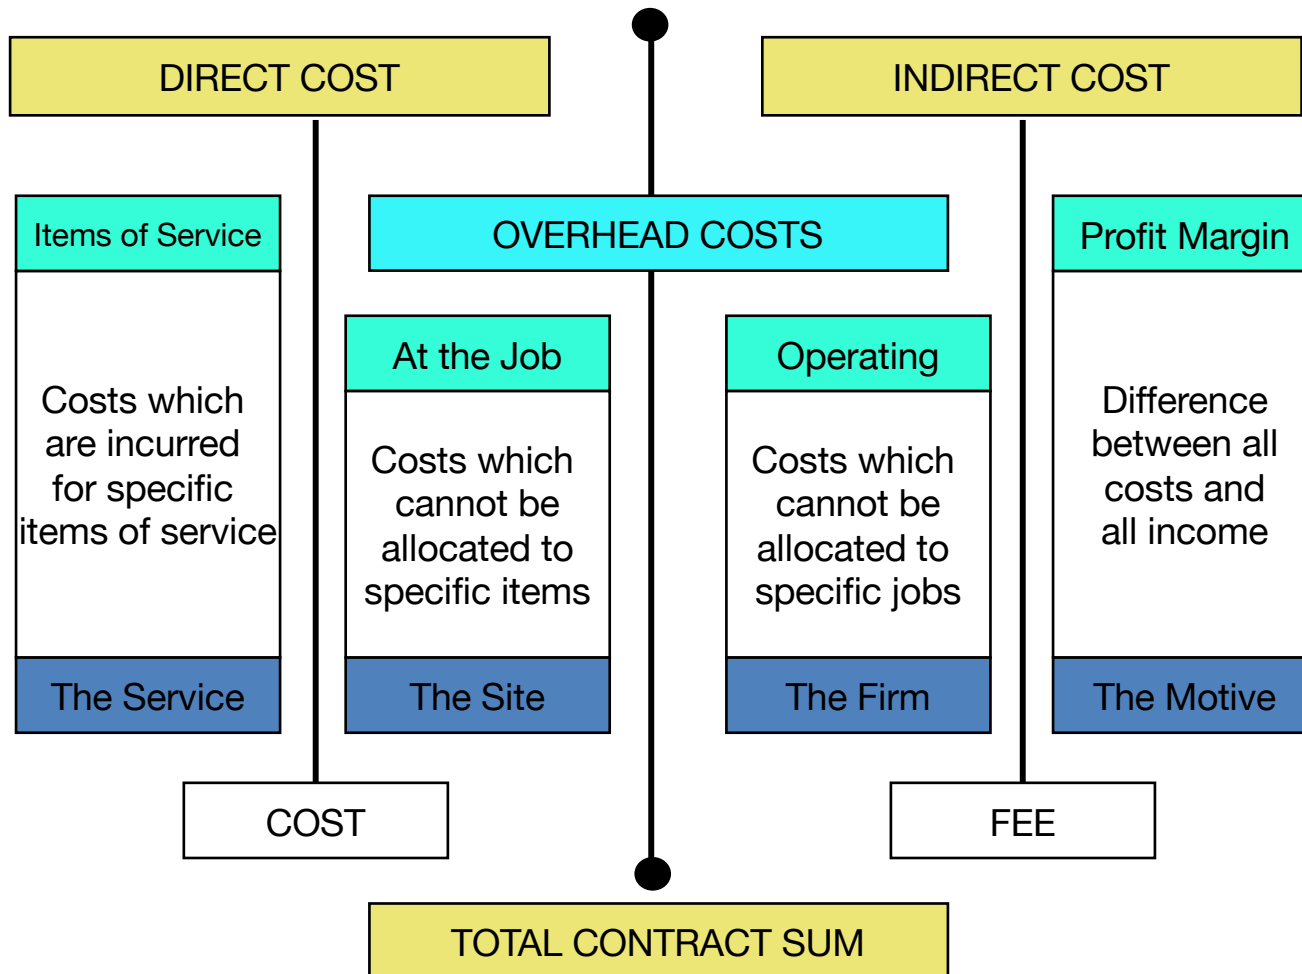 DIRECT COST
INDIRECT COST
Items of Service
OVERHEAD COSTS
Profit Margin
At the Job
Operating
Costs which
are incurred
for specific
items of service
Costs which
cannot be
allocated to
specific items
Costs which
cannot be
allocated to
specific jobs
Difference
between all
costs and
all income
The Service
The Site
The Firm
The Motive
COST
FEE
TOTAL CONTRACT SUM